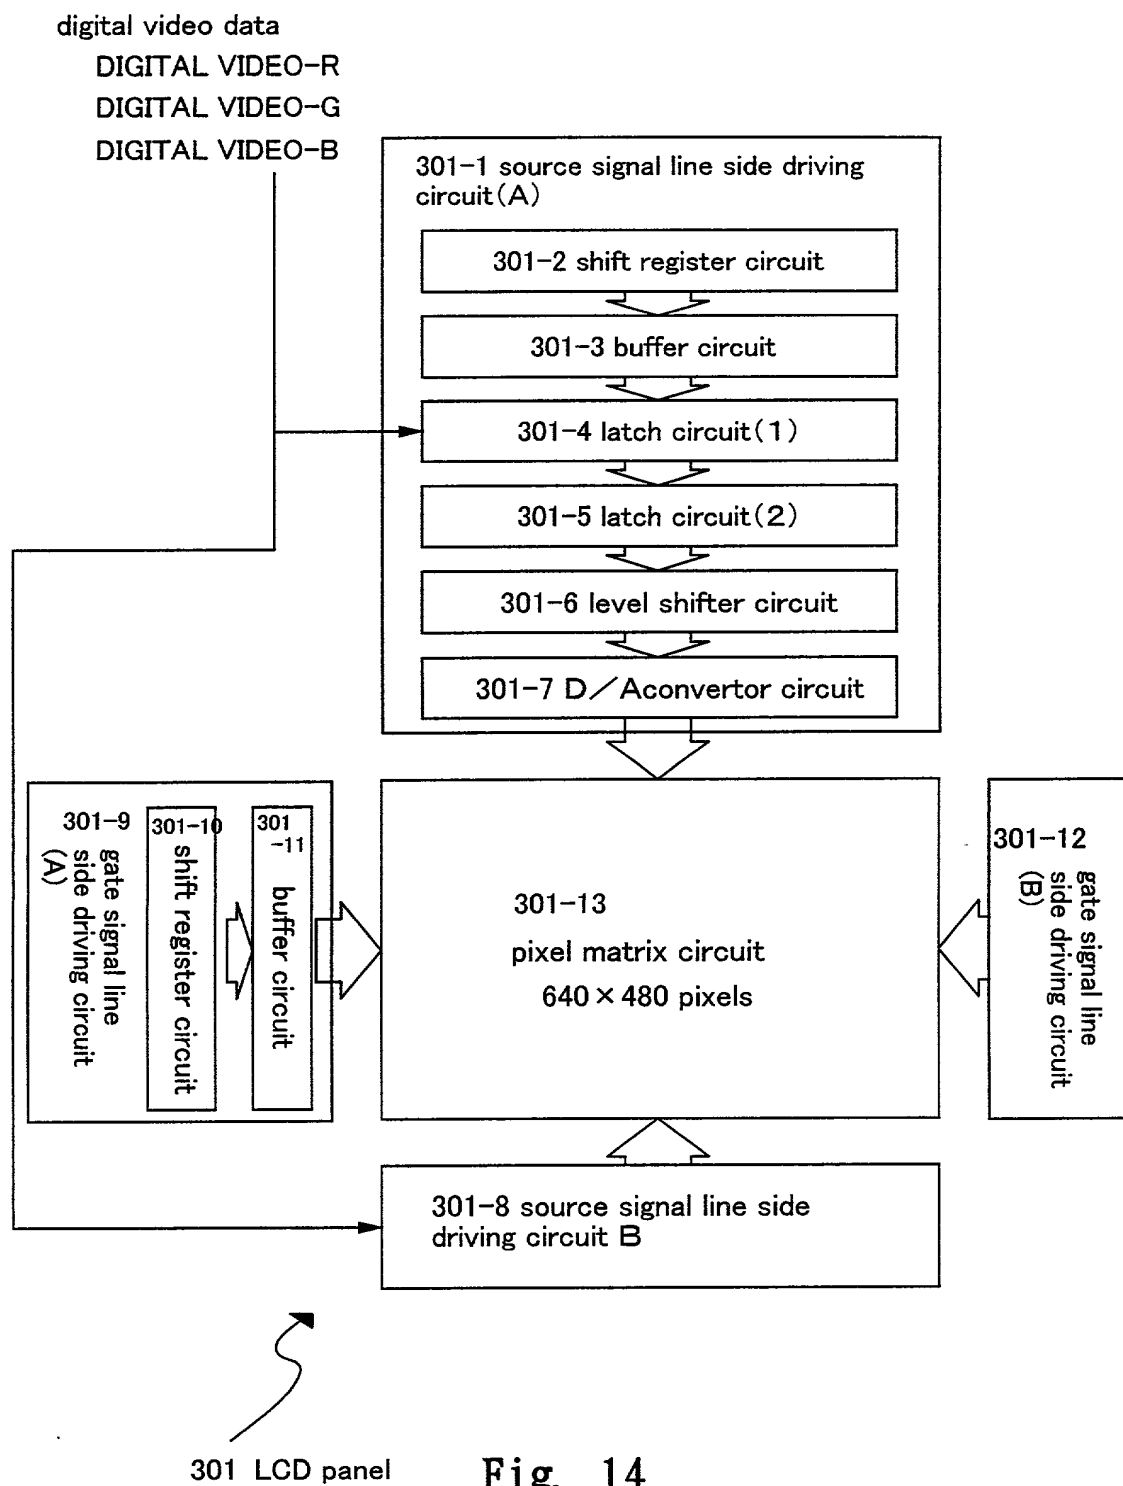 digital video data
DIGITAL VIDEO-R
DIGITAL VIDEO-G
DIGITAL VIDEO-B
301-1 source signal line side driving
circuit(A)
301-2 shift register circuit
301-3 buffer circuit
301-4 latch circuit(1)
301-5 latch circuit(2)
301-6 level shifter circuit
301-7 D/Aconvertor circuit
301-9
gate signal line
side driving circuit
(A)
301-10
shift register circuit
301
-11
buffer circuit
301-13
pixel matrix circuit
640×480 pixels
301-12
gate signal line
side driving circuit
(B)
301-8 source signal line side
driving circuit B
301 LCD panel
Fig. 14